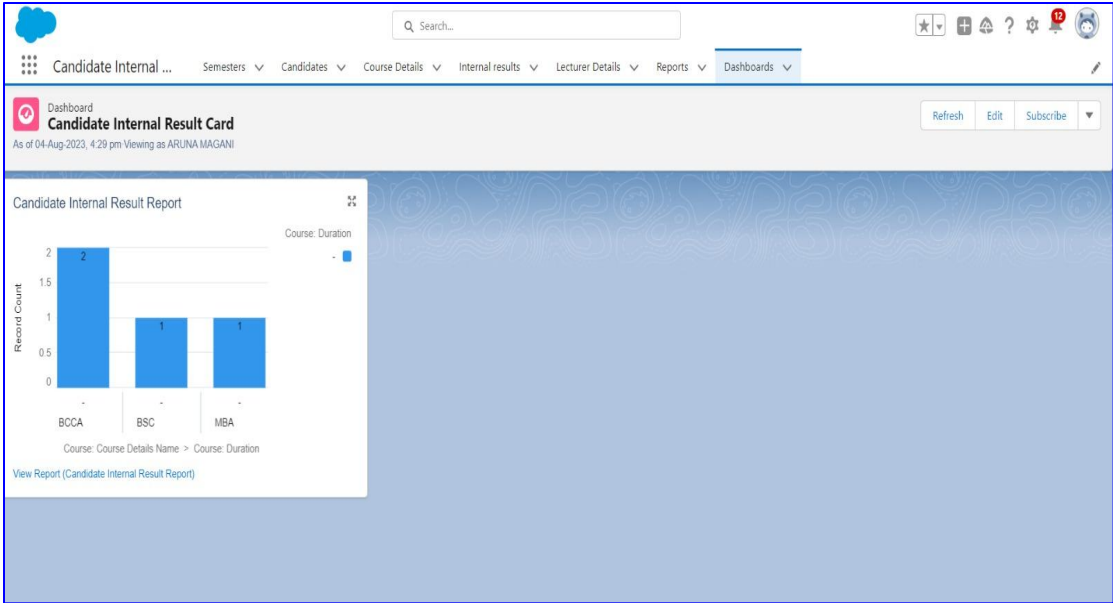 Search...
12
Candidate Internal ... Semesters Candidates Course Details Internal results Lecturer Details Reports Dashboards
Dashboard
Candidate Internal Result Card
As of 04-Aug-2023, 4:29 pm·Viewing as ARUNA MAGANI
Refresh Edit Subscribe
Candidate Internal Result Report
Course: Duration
-
Record Count
2
1.5
1
0.5
0
2
1
1
- - -
BCCA BSC MBA
Course: Course Details Name > Course: Duration
View Report (Candidate Internal Result Report)